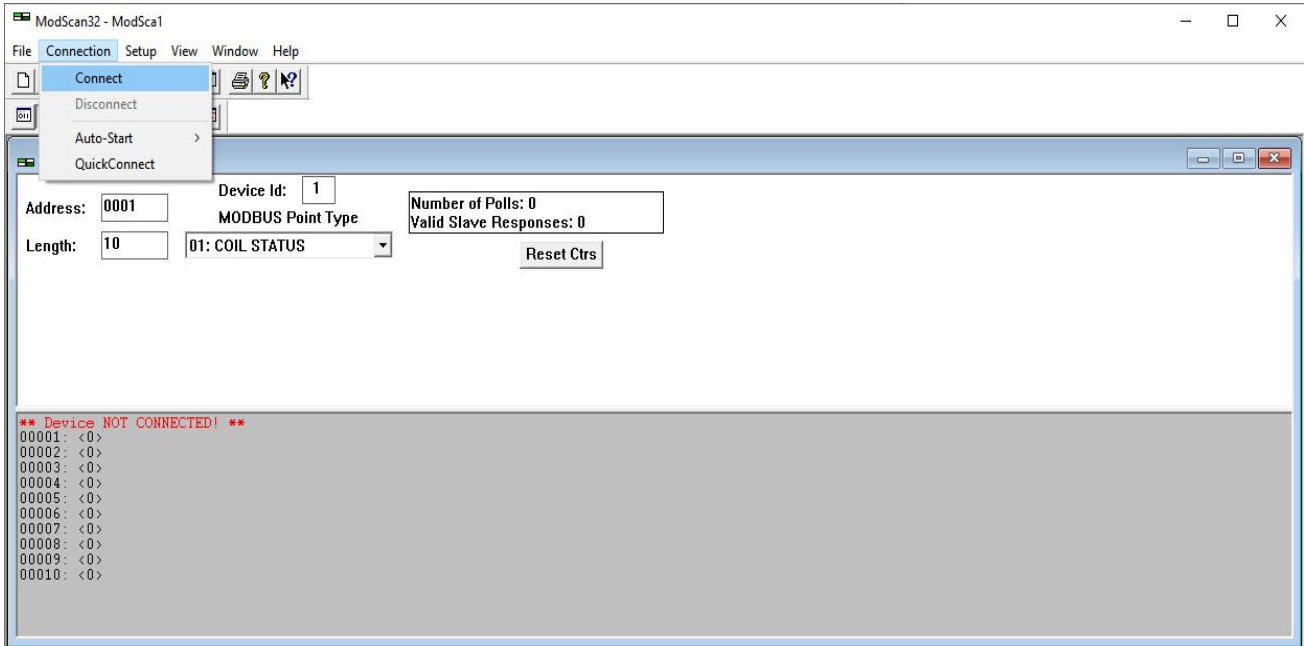 ModScan32 - ModSca1
File Connection Setup View Window Help
Connect
Disconnect
Auto-Start
QuickConnect
Device Id: 1
Address: 0001
MODBUS Point Type
Length: 10
01: COIL STATUS
Number of Polls: 0
Valid Slave Responses: 0
Reset Ctrs
** Device NOT CONNECTED! **
00001: <0>
00002: <0>
00003: <0>
00004: <0>
00005: <0>
00006: <0>
00007: <0>
00008: <0>
00009: <0>
00010: <0>